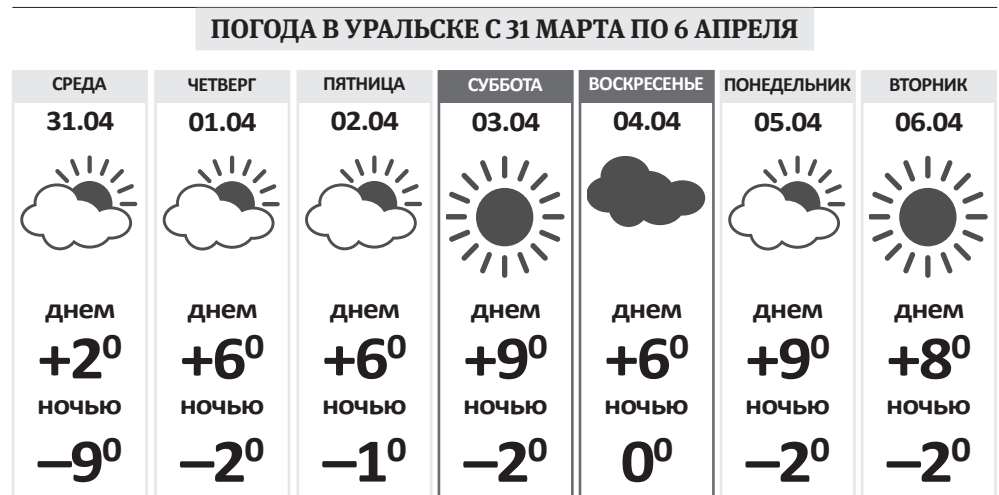 ПОГОДА В УРАЛЬСКЕ С 31 МАРТА ПО 6 АПРЕЛЯ
СРЕДА ЧЕТВЕРГ ПЯТНИЦА СУББОТА ВОСКРЕСЕНЬЕ ПОНЕДЕЛЬНИК ВТОРНИК
31.04 01.04 02.04 03.04 04.04 05.04 06.04
днем днем днем днем днем днем днем
+2⁰ +6⁰ +6⁰ +9⁰ +6⁰ +9⁰ +8⁰
ночью ночью ночью ночью ночью ночью ночью
–9⁰ –2⁰ –1⁰ –2⁰ 0⁰ –2⁰ –2⁰